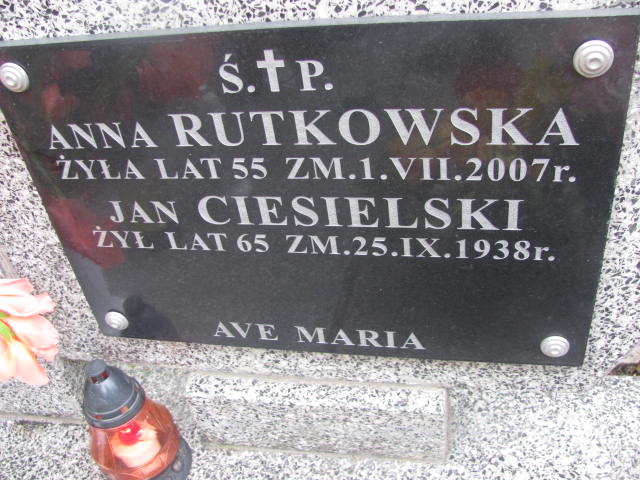 Ś.✝P.
ANNA RUTKOWSKA
ŻYŁA LAT 55 ZM.1.VII.2007r.
JAN CIESIELSKI
ŻYŁ LAT 65 ZM.25.IX.1938r.
AVE MARIA